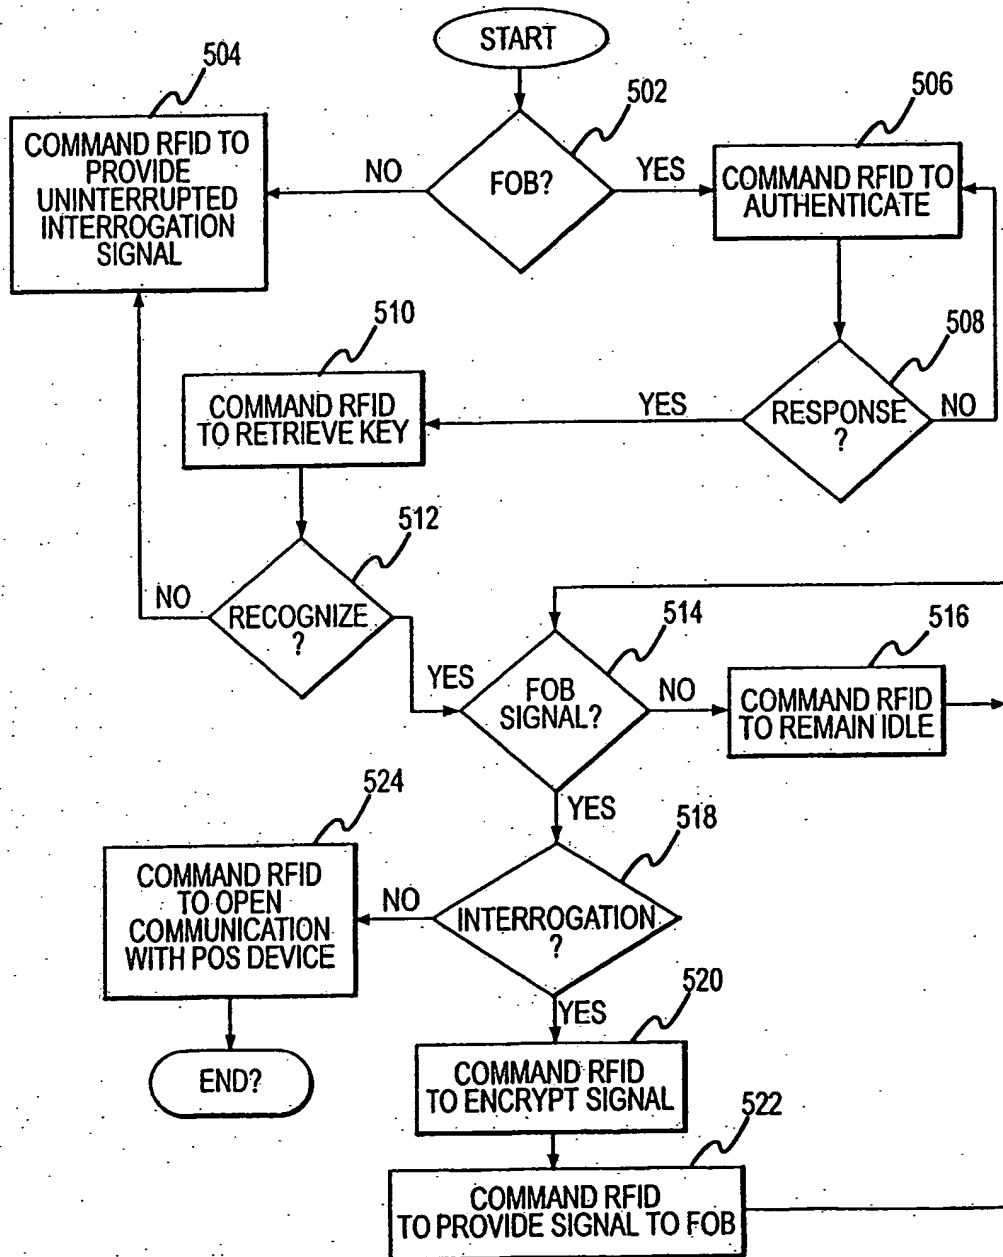 START
504
502
506
COMMAND RFID TO
PROVIDE
UNINTERRUPTED
INTERROGATION
SIGNAL
NO
FOB?
YES
COMMAND RFID TO
AUTHENTICATE
510
508
COMMAND RFID
TO RETRIEVE KEY
YES
RESPONSE
?
NO
512
NO
RECOGNIZE
?
YES
514
FOB
SIGNAL?
NO
516
COMMAND RFID
TO REMAIN IDLE
524
YES
518
COMMAND RFID
TO OPEN
COMMUNICATION
WITH POS DEVICE
NO
INTERROGATION
?
YES
520
END?
COMMAND RFID
TO ENCRYPT SIGNAL
522
COMMAND RFID
TO PROVIDE SIGNAL TO FOB